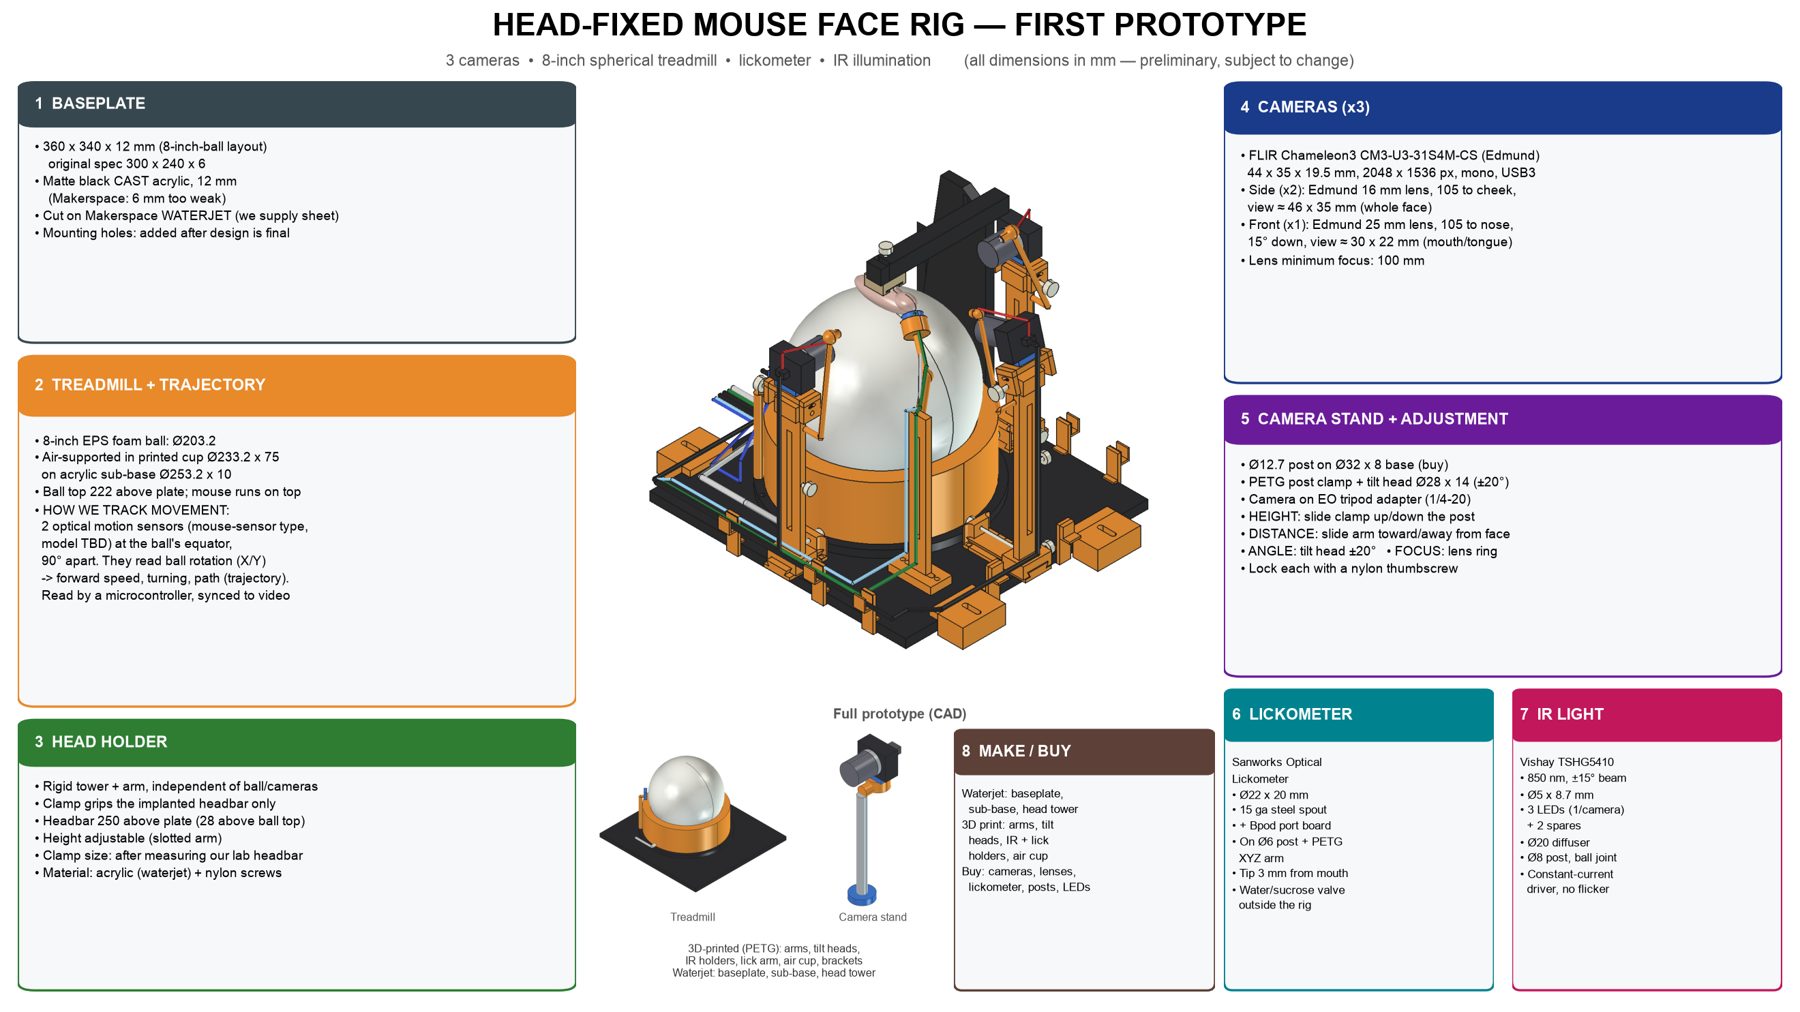 HEAD-FIXED MOUSE FACE RIG — FIRST PROTOTYPE
3 cameras • 8-inch spherical treadmill • lickometer • IR illumination (all dimensions in mm — preliminary, subject to change)
1 BASEPLATE
• 360 x 340 x 12 mm (8-inch-ball layout)
original spec 300 x 240 x 6
• Matte black CAST acrylic, 12 mm
(Makerspace: 6 mm too weak)
• Cut on Makerspace WATERJET (we supply sheet)
• Mounting holes: added after design is final
2 TREADMILL + TRAJECTORY
• 8-inch EPS foam ball: Ø203.2
• Air-supported in printed cup Ø233.2 x 75
on acrylic sub-base Ø253.2 x 10
• Ball top 222 above plate; mouse runs on top
• HOW WE TRACK MOVEMENT:
2 optical motion sensors (mouse-sensor type,
model TBD) at the ball's equator,
90° apart. They read ball rotation (X/Y)
-> forward speed, turning, path (trajectory).
Read by a microcontroller, synced to video
3 HEAD HOLDER
• Rigid tower + arm, independent of ball/cameras
• Clamp grips the implanted headbar only
• Headbar 250 above plate (28 above ball top)
• Height adjustable (slotted arm)
• Clamp size: after measuring our lab headbar
• Material: acrylic (waterjet) + nylon screws
Full prototype (CAD)
Treadmill
Camera stand
3D-printed (PETG): arms, tilt heads,
IR holders, lick arm, air cup, brackets
Waterjet: baseplate, sub-base, head tower
8 MAKE / BUY
Waterjet: baseplate,
sub-base, head tower
3D print: arms, tilt
heads, IR + lick
holders, air cup
Buy: cameras, lenses,
lickometer, posts, LEDs
4 CAMERAS (x3)
• FLIR Chameleon3 CM3-U3-31S4M-CS (Edmund)
44 x 35 x 19.5 mm, 2048 x 1536 px, mono, USB3
• Side (x2): Edmund 16 mm lens, 105 to cheek,
view ≈ 46 x 35 mm (whole face)
• Front (x1): Edmund 25 mm lens, 105 to nose,
15° down, view ≈ 30 x 22 mm (mouth/tongue)
• Lens minimum focus: 100 mm
5 CAMERA STAND + ADJUSTMENT
• Ø12.7 post on Ø32 x 8 base (buy)
• PETG post clamp + tilt head Ø28 x 14 (±20°)
• Camera on EO tripod adapter (1/4-20)
• HEIGHT: slide clamp up/down the post
• DISTANCE: slide arm toward/away from face
• ANGLE: tilt head ±20° • FOCUS: lens ring
• Lock each with a nylon thumbscrew
6 LICKOMETER
Sanworks Optical
Lickometer
• Ø22 x 20 mm
• 15 ga steel spout
• + Bpod port board
• On Ø6 post + PETG
XYZ arm
• Tip 3 mm from mouth
• Water/sucrose valve
outside the rig
7 IR LIGHT
Vishay TSHG5410
• 850 nm, ±15° beam
• Ø5 x 8.7 mm
• 3 LEDs (1/camera)
+ 2 spares
• Ø20 diffuser
• Ø8 post, ball joint
• Constant-current
driver, no flicker